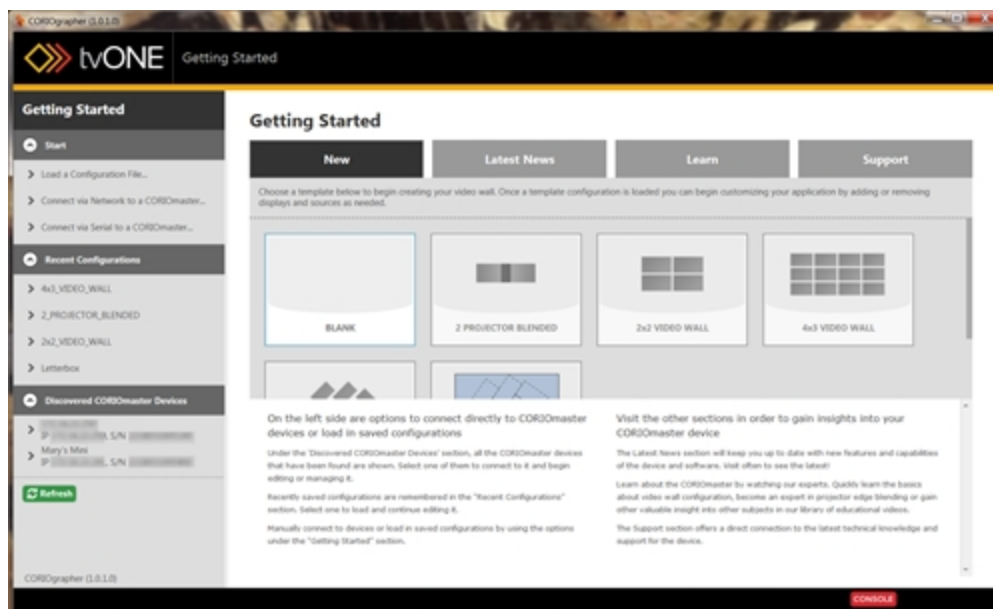 CORIOgrapher (1.0.1.0)
tvONE
Getting Started
Getting Started
Start
Load a Configuration File...
Connect via Network to a CORIOmaster...
Connect via Serial to a CORIOmaster...
Recent Configurations
4x3_VIDEO_WALL
2_PROJECTOR_BLENDED
2x2_VIDEO_WALL
Letterbox
Discovered CORIOmaster Devices
IP , S/N
Mary's Mini
IP , S/N
Refresh
CORIOgrapher (1.0.1.0)
Getting Started
New
Latest News
Learn
Support
Choose a template below to begin creating your video wall. Once a template configuration is loaded you can begin customizing your application by adding or removing
displays and sources as needed.
BLANK
2 PROJECTOR BLENDED
2x2 VIDEO WALL
4x3 VIDEO WALL
On the left side are options to connect directly to CORIOmaster
devices or load in saved configurations
Under the 'Discovered CORIOmaster Devices' section, all the CORIOmaster devices
that have been found are shown. Select one of them to connect to it and begin
editing or managing it.
Recently saved configurations are remembered in the "Recent Configurations"
section. Select one to load and continue editing it.
Manually connect to devices or load in saved configurations by using the options
under the "Getting Started" section.
Visit the other sections in order to gain insights into your
CORIOmaster device
The Latest News section will keep you up to date with new features and capabilities
of the device and software. Visit often to see the latest!
Learn about the CORIOmaster by watching our experts. Quickly learn the basics
about video wall configuration, become an expert in projector edge blending or gain
other valuable insight into other subjects in our library of educational videos.
The Support section offers a direct connection to the latest technical knowledge and
support for the device.
CONSOLE